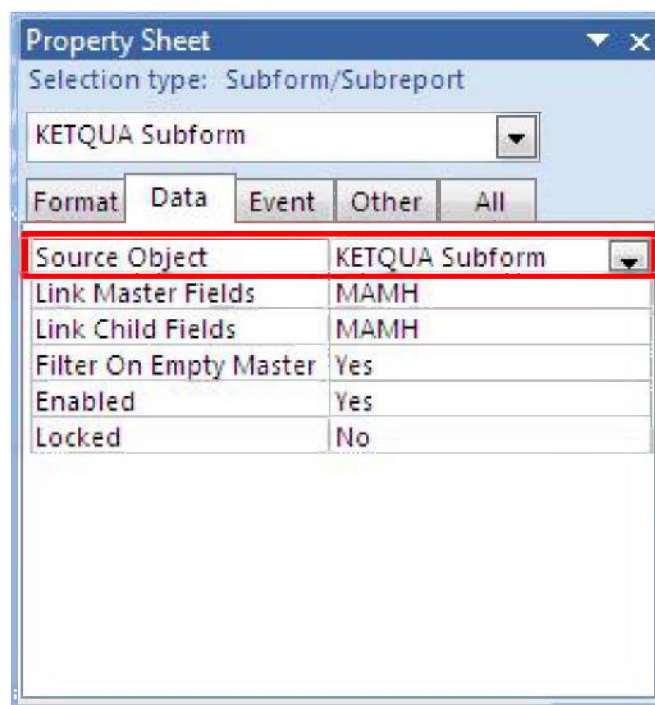 Property Sheet
Selection type: Subform/Subreport
KETQUA Subform
Format Data Event Other All
Source Object KETQUA Subform
Link Master Fields MAMH
Link Child Fields MAMH
Filter On Empty Master Yes
Enabled Yes
Locked No